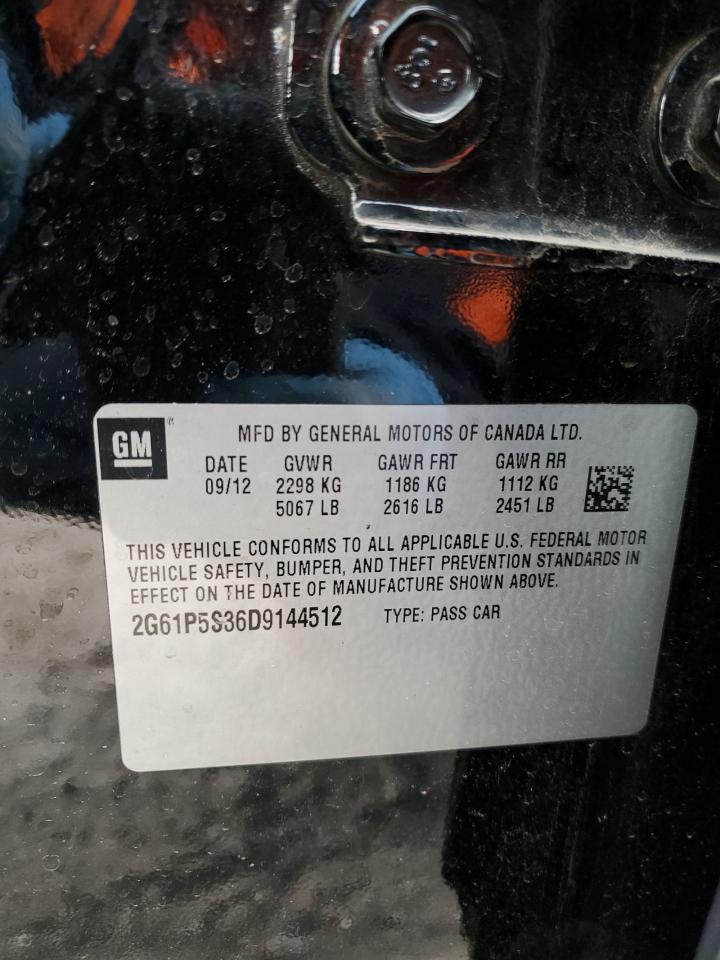 GM®
MFD BY GENERAL MOTORS OF CANADA LTD.
DATE GVWR GAWR FRT GAWR RR
09/12 2298 KG 1186 KG 1112 KG
5067 LB 2616 LB 2451 LB
THIS VEHICLE CONFORMS TO ALL APPLICABLE U.S. FEDERAL MOTOR
VEHICLE SAFETY, BUMPER, AND THEFT PREVENTION STANDARDS IN
EFFECT ON THE DATE OF MANUFACTURE SHOWN ABOVE.
2G61P5S36D9144512 TYPE: PASS CAR